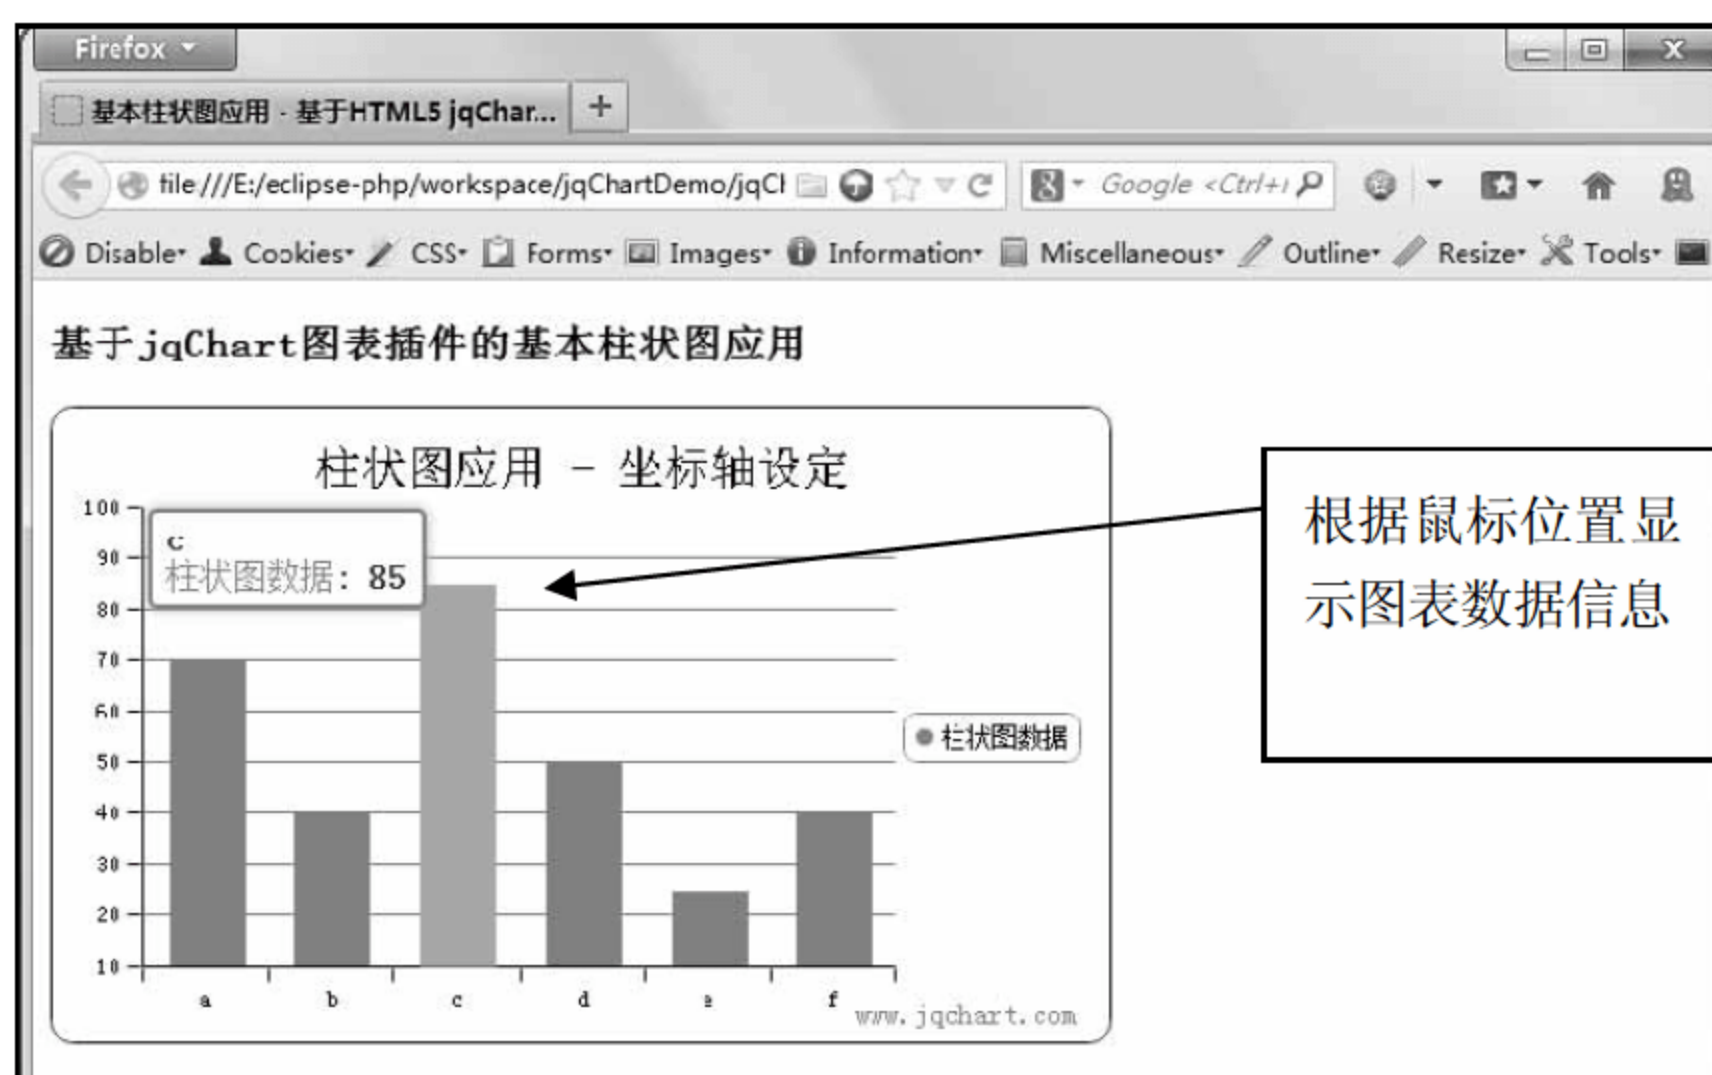 Firefox
基本柱状图应用 - 基于HTML5 jqChar... +
file:///E:/eclipse-php/workspace/jqChartDemo/jqCl
Google <Ctrl+
Disable Cookies CSS Forms Images Information Miscellaneous Outline Resize Tools
基于jqChart图表插件的基本柱状图应用
柱状图应用 - 坐标轴设定
c
柱状图数据: 85
100
90
80
70
60
50
40
30
20
10
a b c d e f
柱状图数据
www.jqchart.com
根据鼠标位置显
示图表数据信息